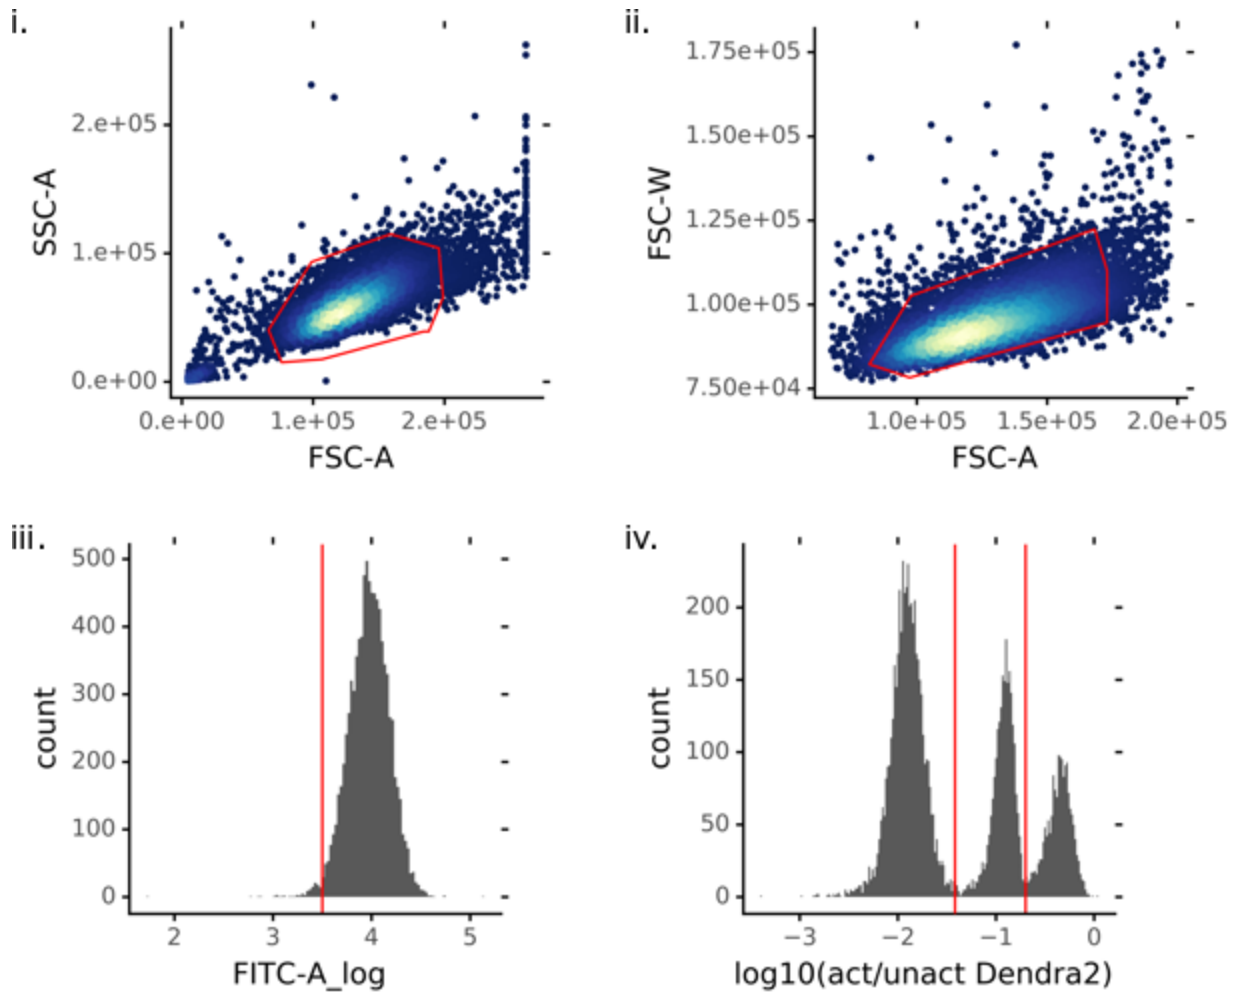 i.
SSC-A
2.e+05
1.e+05
0.e+00
0.e+00 1.e+05 2.e+05
FSC-A
ii.
FSC-W
1.75e+05
1.50e+05
1.25e+05
1.00e+05
7.50e+04
1.0e+05 1.5e+05 2.0e+05
FSC-A
iii.
count
500
400
300
200
100
0
2 3 4 5
FITC-A_log
iv.
count
200
150
100
50
0
−3 −2 −1 0
log10(act/unact Dendra2)